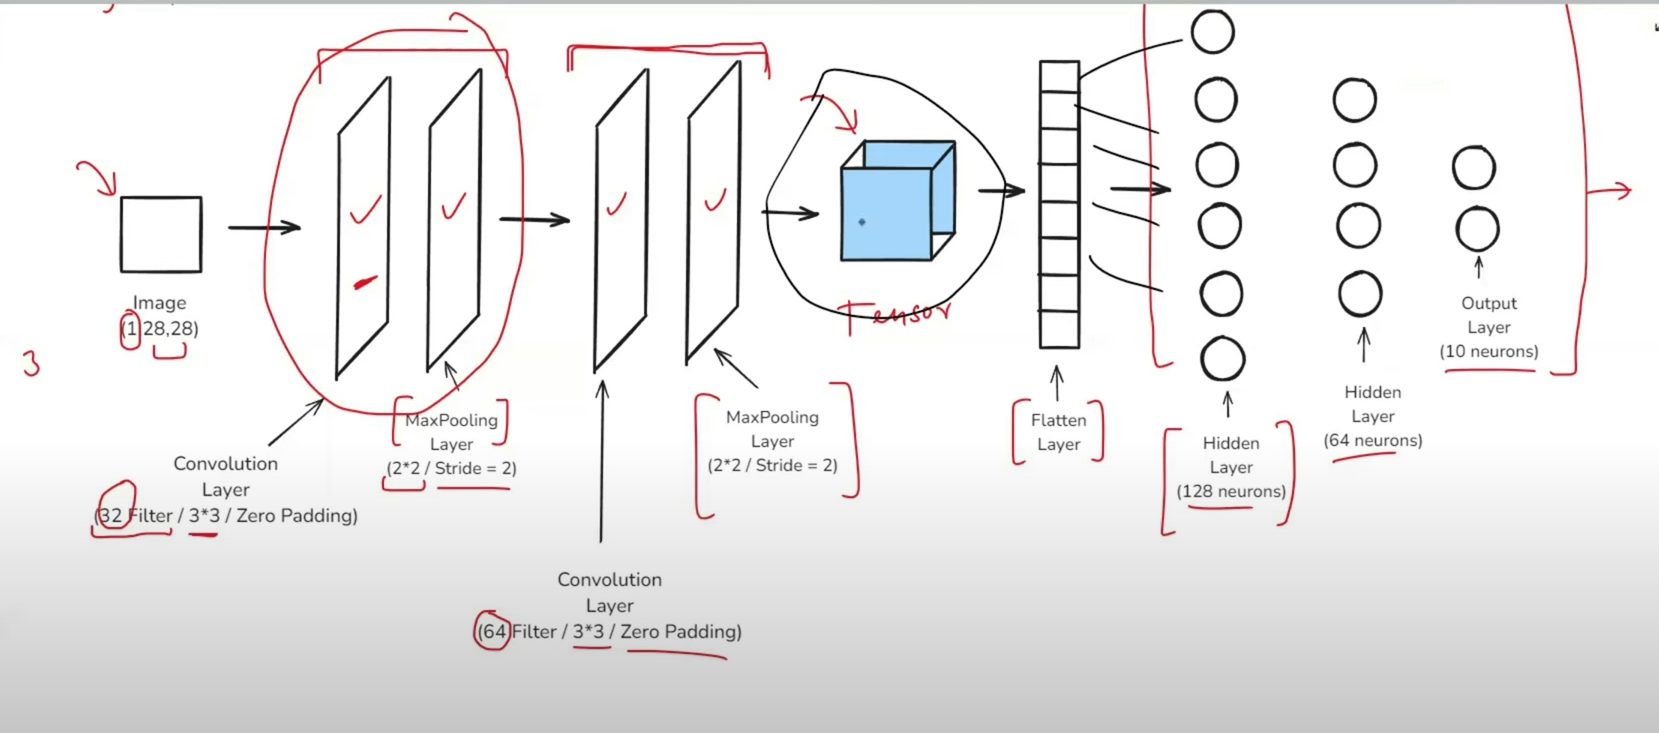 Image
(1,28,28)
3
Convolution
Layer
(32 Filter / 3*3 / Zero Padding)
MaxPooling
Layer
(2*2 / Stride = 2)
Convolution
Layer
(64 Filter / 3*3 / Zero Padding)
MaxPooling
Layer
(2*2 / Stride = 2)
Tensor
Flatten
Layer
Hidden
Layer
(128 neurons)
Hidden
Layer
(64 neurons)
Output
Layer
(10 neurons)